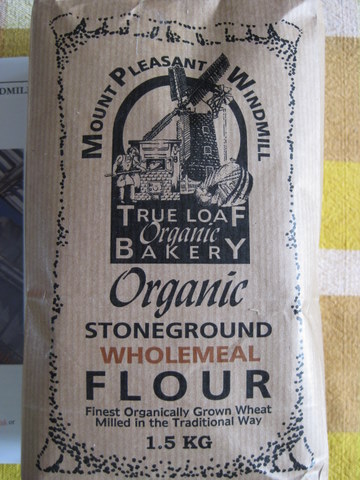 MOUNT PLEASANT WINDMILL
TRUE LOAF
Organic
BAKERY
Organic
STONEGROUND
WHOLEMEAL
FLOUR
Finest Organically Grown Wheat
Milled in the Traditional Way
1.5 KG